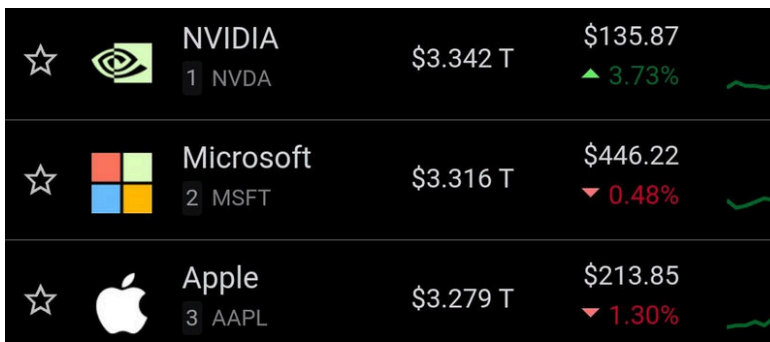 NVIDIA
1 NVDA
$3.342 T
$135.87
3.73%
Microsoft
2 MSFT
$3.316 T
$446.22
0.48%
Apple
3 AAPL
$3.279 T
$213.85
1.30%